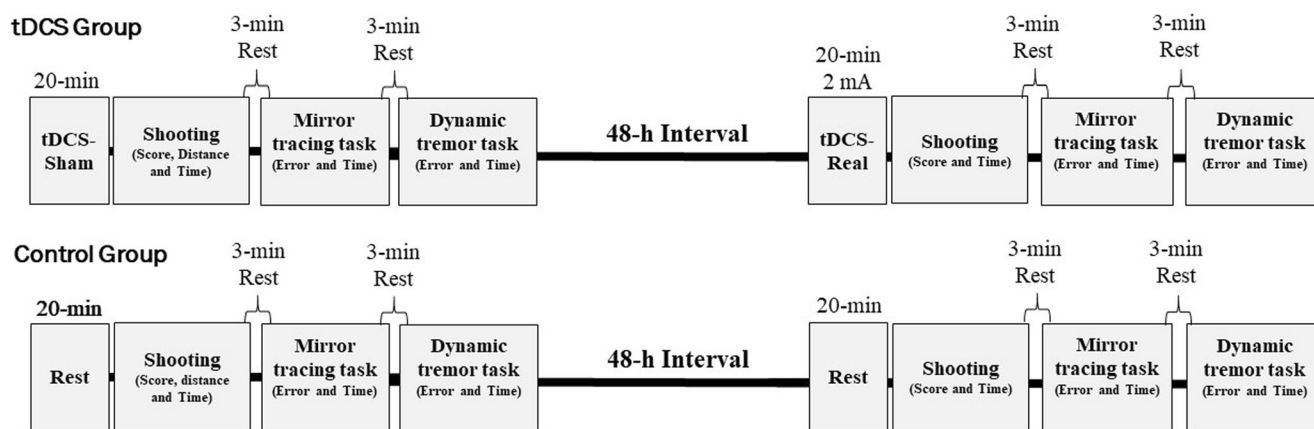 tDCS Group
3-min
Rest
3-min
Rest
3-min
Rest
3-min
Rest
20-min
20-min
2 mA
tDCS-
Sham
Shooting
(Score, Distance
and Time)
Mirror
tracing task
(Error and Time)
Dynamic
tremor task
(Error and Time)
48-h Interval
tDCS-
Real
Shooting
(Score and Time)
Mirror
tracing task
(Error and Time)
Dynamic
tremor task
(Error and Time)
Control Group
3-min
Rest
3-min
Rest
3-min
Rest
3-min
Rest
20-min
20-min
Rest
Shooting
(Score, distance
and Time)
Mirror
tracing task
(Error and Time)
Dynamic
tremor task
(Error and Time)
48-h Interval
Rest
Shooting
(Score and Time)
Mirror
tracing task
(Error and Time)
Dynamic
tremor task
(Error and Time)